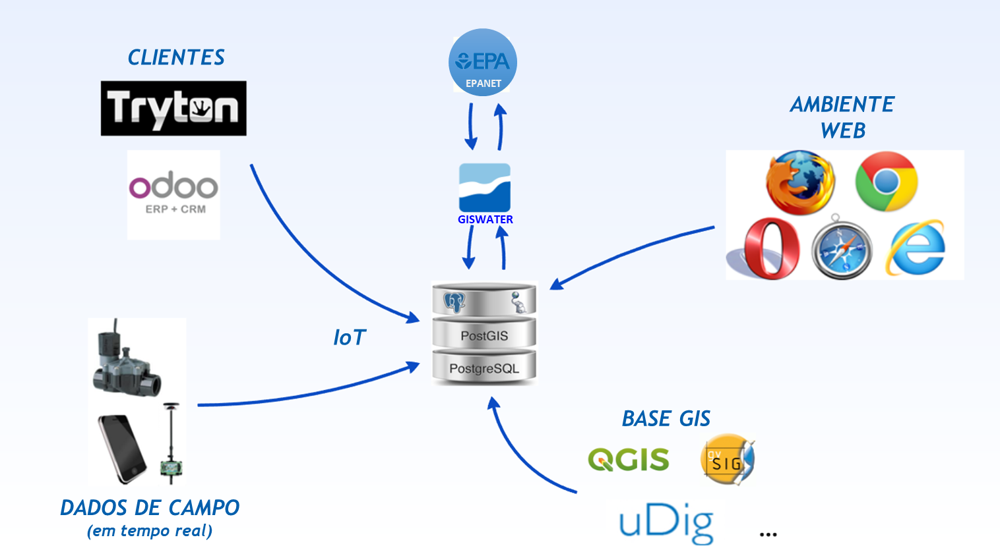 CLIENTES
Tryton
odoo
ERP + CRM
EPA
EPANET
GISWATER
AMBIENTE
WEB
IoT
PostGIS
PostgreSQL
DADOS DE CAMPO
(em tempo real)
BASE GIS
QGIS
gv
SIG
uDig
...